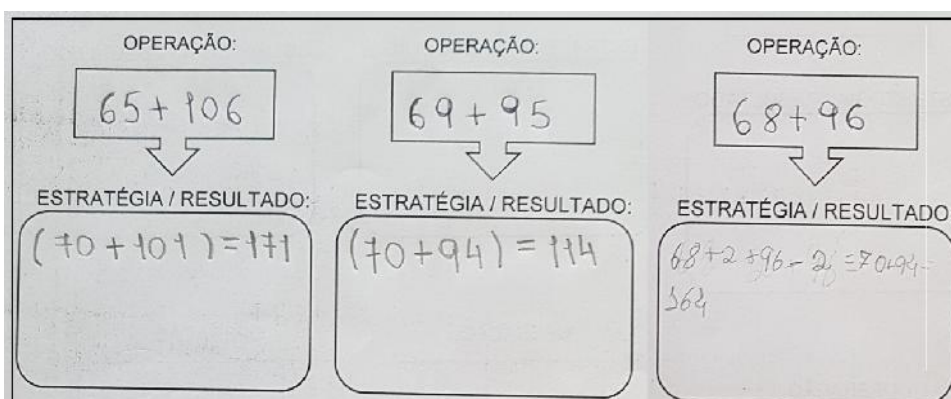 OPERAÇÃO:
65 + 106
ESTRATÉGIA / RESULTADO:
(70 + 101) = 171
OPERAÇÃO:
69 + 95
ESTRATÉGIA / RESULTADO:
(70 + 94) = 114
OPERAÇÃO:
68 + 96
ESTRATÉGIA / RESULTADO
68+2+96-2=70+94=
164